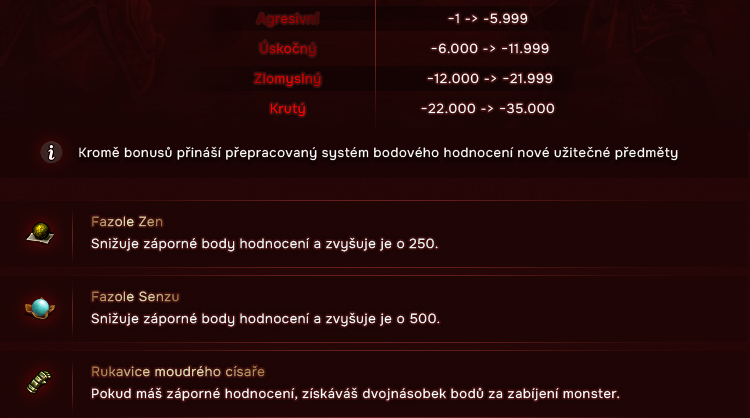 Agresivní -1 -> -5.999
Úskočný -6.000 -> -11.999
Zlomyslný -12.000 -> -21.999
Krutý -22.000 -> -35.000
Kromě bonusů přináší přepracovaný systém bodového hodnocení nové užitečné předměty
Fazole Zen
Snižuje záporné body hodnocení a zvyšuje je o 250.
Fazole Senzu
Snižuje záporné body hodnocení a zvyšuje je o 500.
Rukavice moudrého císaře
Pokud máš záporné hodnocení, získáváš dvojnásobek bodů za zabíjení monster.